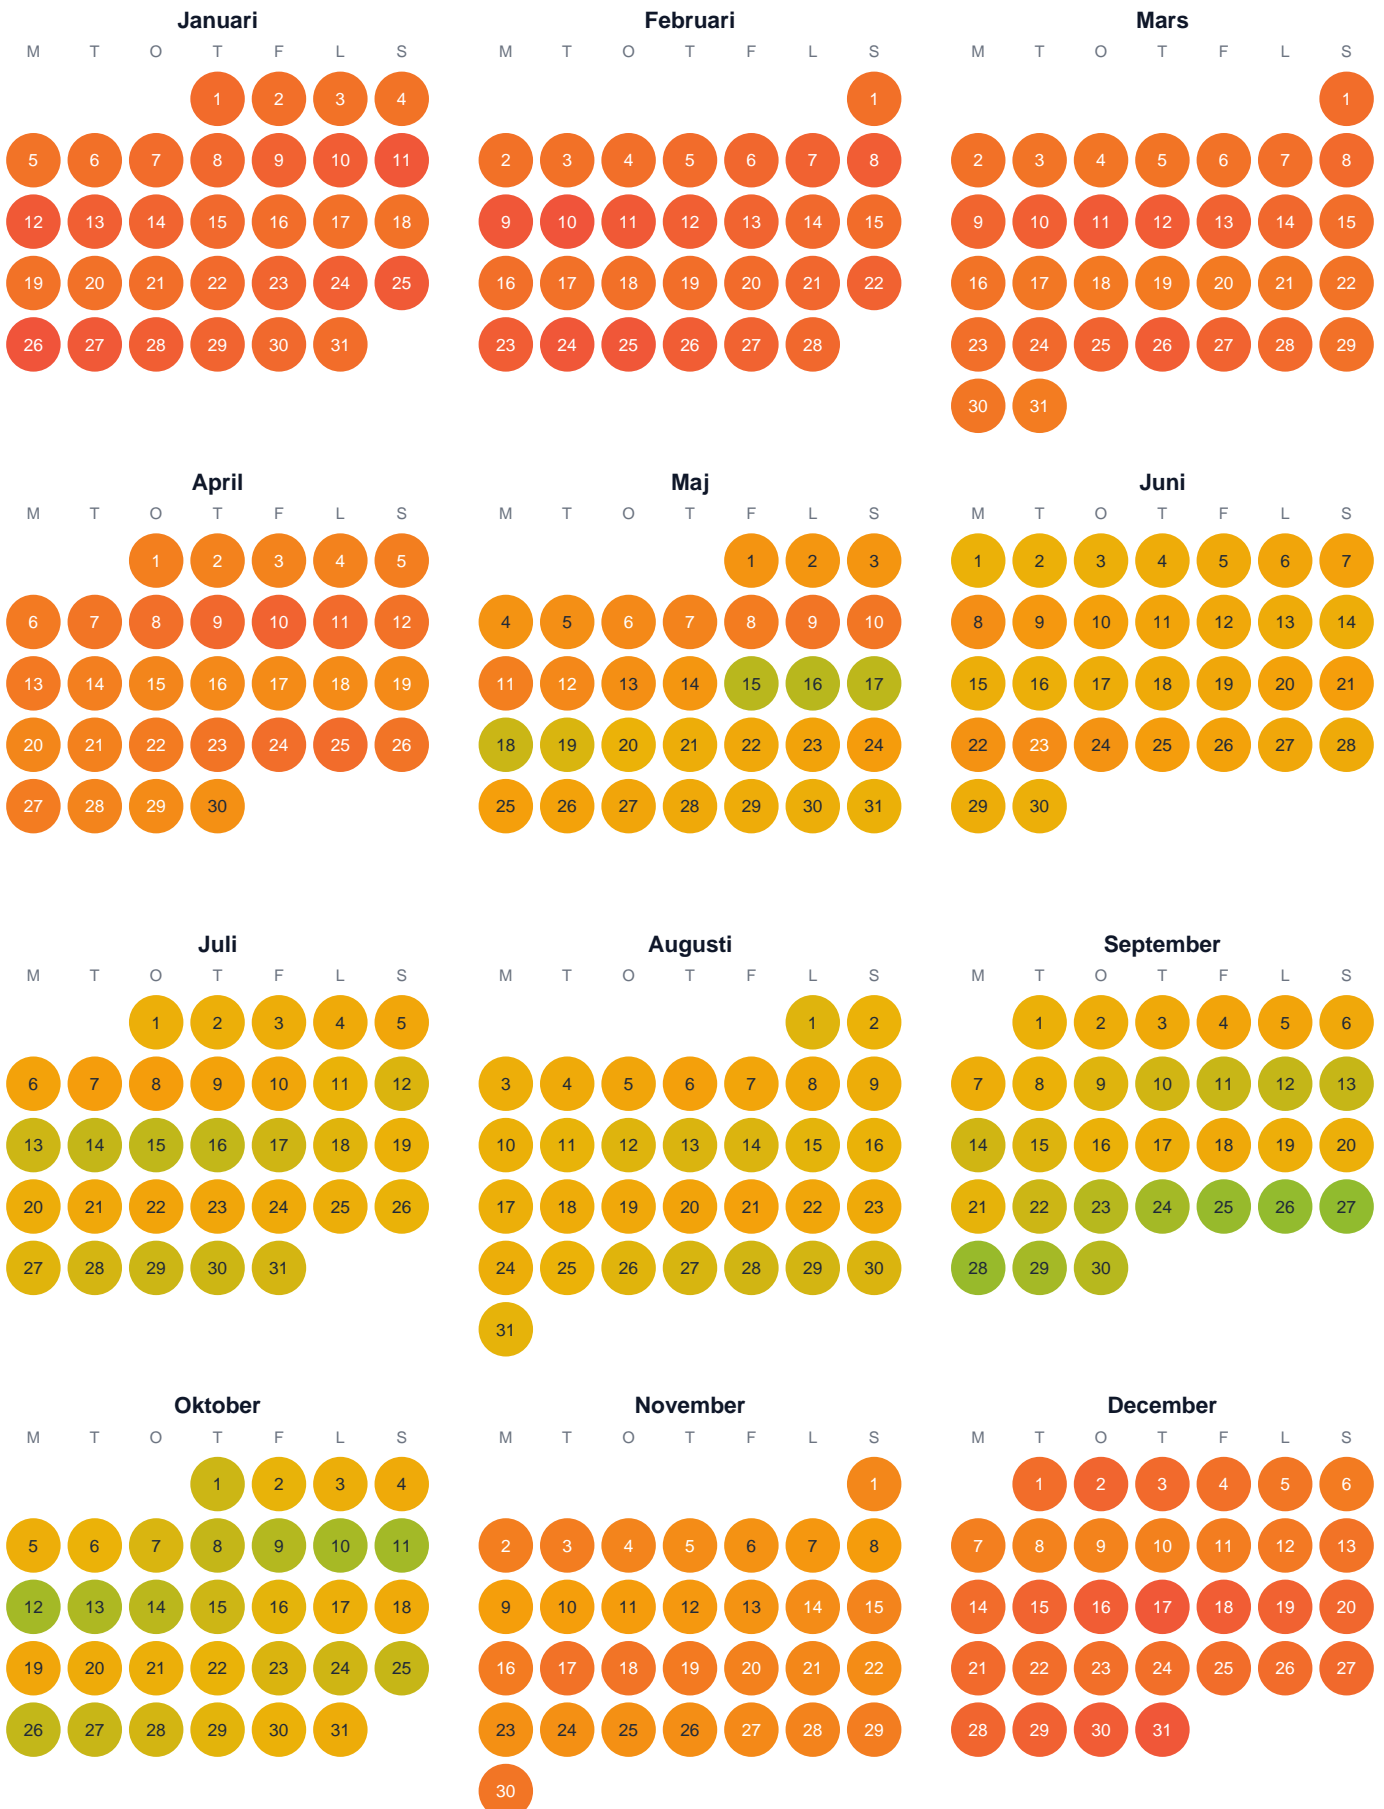 Januari Februari Mars
M T O T F L S M T O T F L S M T O T F L S
1 2 3 4 1 1
5 6 7 8 9 10 11 2 3 4 5 6 7 8 2 3 4 5 6 7 8
12 13 14 15 16 17 18 9 10 11 12 13 14 15 9 10 11 12 13 14 15
19 20 21 22 23 24 25 16 17 18 19 20 21 22 16 17 18 19 20 21 22
26 27 28 29 30 31 23 24 25 26 27 28 23 24 25 26 27 28 29
30 31
April Maj Juni
M T O T F L S M T O T F L S M T O T F L S
1 2 3 4 5 1 2 3 1 2 3 4 5 6 7
6 7 8 9 10 11 12 4 5 6 7 8 9 10 8 9 10 11 12 13 14
13 14 15 16 17 18 19 11 12 13 14 15 16 17 15 16 17 18 19 20 21
20 21 22 23 24 25 26 18 19 20 21 22 23 24 22 23 24 25 26 27 28
27 28 29 30 25 26 27 28 29 30 31 29 30
Juli Augusti September
M T O T F L S M T O T F L S M T O T F L S
1 2 3 4 5 1 2 1 2 3 4 5 6
6 7 8 9 10 11 12 3 4 5 6 7 8 9 7 8 9 10 11 12 13
13 14 15 16 17 18 19 10 11 12 13 14 15 16 14 15 16 17 18 19 20
20 21 22 23 24 25 26 17 18 19 20 21 22 23 21 22 23 24 25 26 27
27 28 29 30 31 24 25 26 27 28 29 30 28 29 30
31
Oktober November December
M T O T F L S M T O T F L S M T O T F L S
1 2 3 4 1 1 2 3 4 5 6
5 6 7 8 9 10 11 2 3 4 5 6 7 8 7 8 9 10 11 12 13
12 13 14 15 16 17 18 9 10 11 12 13 14 15 14 15 16 17 18 19 20
19 20 21 22 23 24 25 16 17 18 19 20 21 22 21 22 23 24 25 26 27
26 27 28 29 30 31 23 24 25 26 27 28 29 28 29 30 31
30